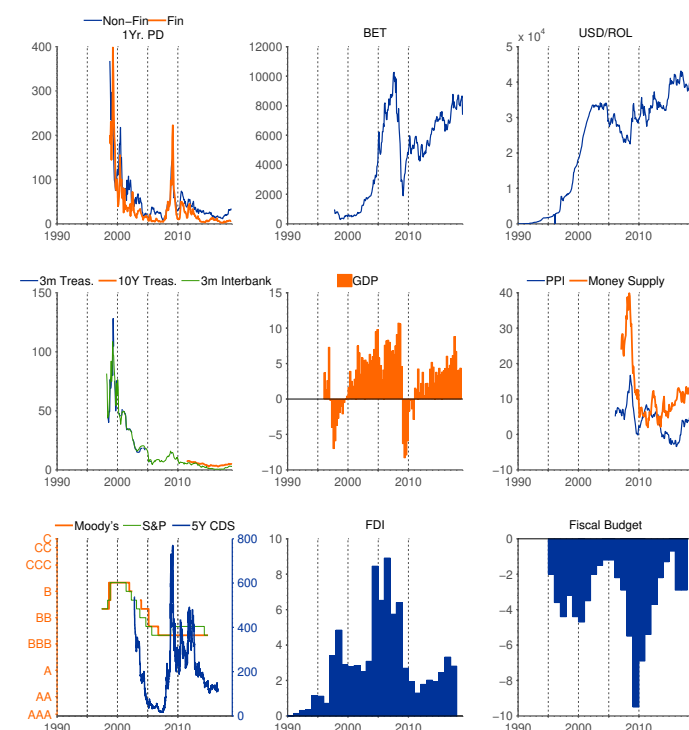 Non−Fin Fin
1Yr. PD
400
300
200
100
0
1990 2000 2010
BET
12000
10000
8000
6000
4000
2000
0
1990 2000 2010
USD/ROL
x 10^4
5
4
3
2
1
0
1990 2000 2010
3m Treas. 10Y Treas. 3m Interbank
150
100
50
0
1990 2000 2010
GDP
15
10
5
0
−5
−10
1990 2000 2010
PPI Money Supply
40
30
20
10
0
−10
1990 2000 2010
Moody's S&P 5Y CDS
C
CC
CCC
B
BB
BBB
A
AA
AAA
800
600
400
200
0
1990 2000 2010
FDI
10
8
6
4
2
0
1990 2000 2010
Fiscal Budget
0
−2
−4
−6
−8
−10
1990 2000 2010